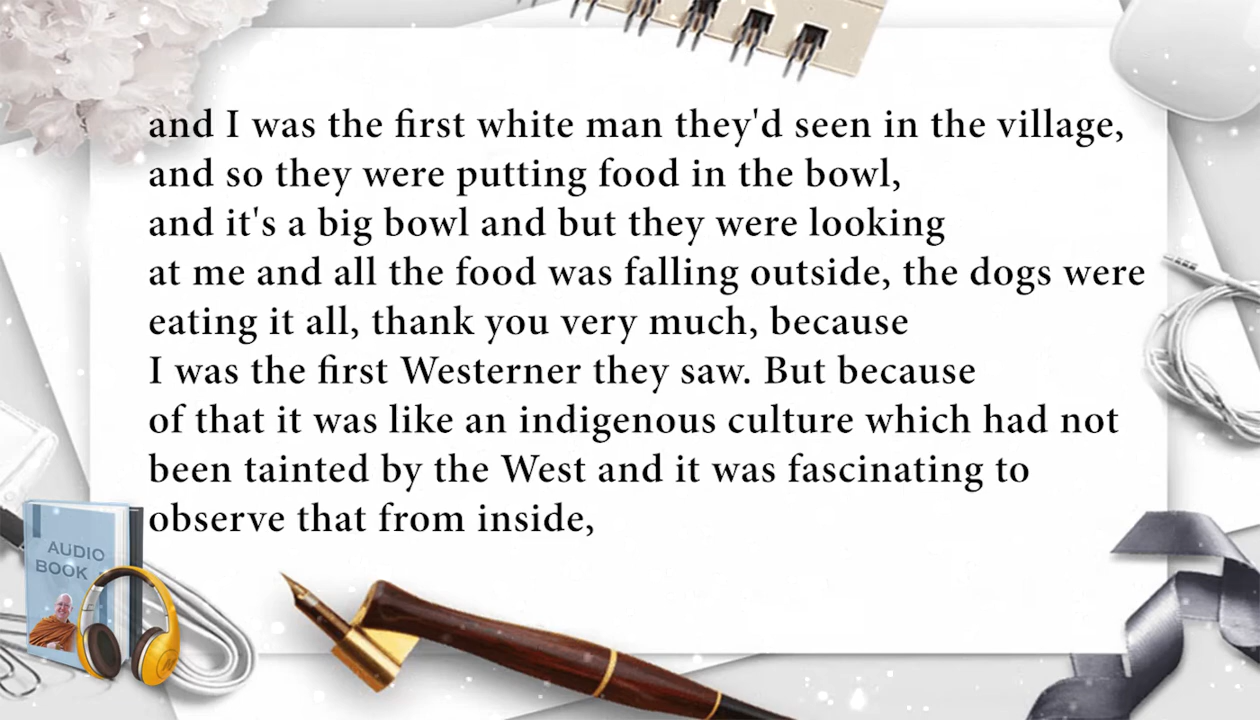 and I was the first white man they'd seen in the village,
and so they were putting food in the bowl,
and it's a big bowl and but they were looking
at me and all the food was falling outside, the dogs were
eating it all, thank you very much, because
I was the first Westerner they saw. But because
of that it was like an indigenous culture which had not
been tainted by the West and it was fascinating to
observe that from inside,
AUDIO
BOOK